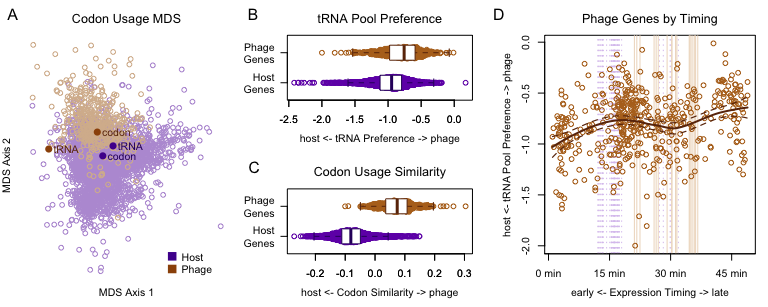 A
Codon Usage MDS
MDS Axis 2
codon
tRNA
tRNA
codon
Host
Phage
MDS Axis 1
B
tRNA Pool Preference
Phage
Genes
Host
Genes
-2.5 -2.0 -1.5 -1.0 -0.5 0.0
host <- tRNA Preference -> phage
C
Codon Usage Similarity
Phage
Genes
Host
Genes
-0.2 -0.1 0.0 0.1 0.2 0.3
host <- Codon Similarity -> phage
D
Phage Genes by Timing
host <- tRNA Pool Preference -> phage
0.0
-0.5
-1.0
-1.5
-2.0
0 min 15 min 30 min 45 min
early <- Expression Timing -> late